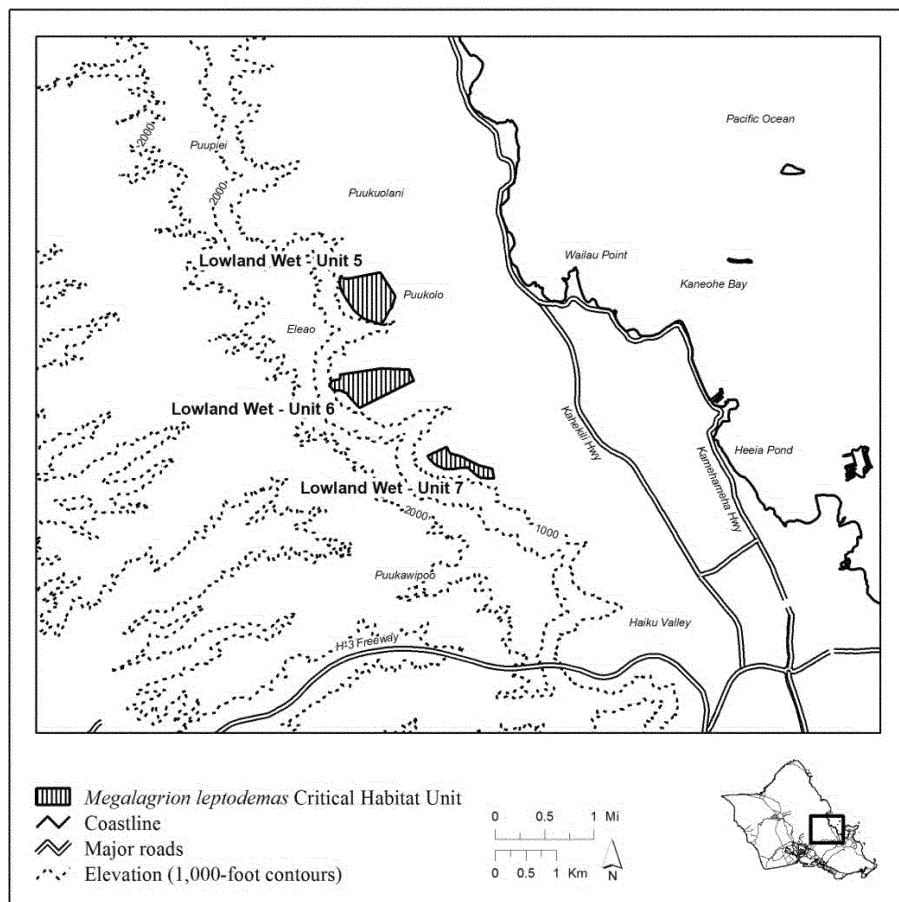 Pacific Ocean
2000
Puupiei
2000
Puukuolani
Wailau Point
Lowland Wet - Unit 5
Kaneohe Bay
Puukolo
Eleao
Lowland Wet - Unit 6
Kahekili Hwy
Kamehameha Hwy
Heeia Pond
Lowland Wet - Unit 7
2000
1000
Puukawipoo
Haiku Valley
H-3 Freeway
Megalagrion leptodemas Critical Habitat Unit
Coastline
Major roads
Elevation (1,000-foot contours)
0 0.5 1 Mi
0 0.5 1 Km
N